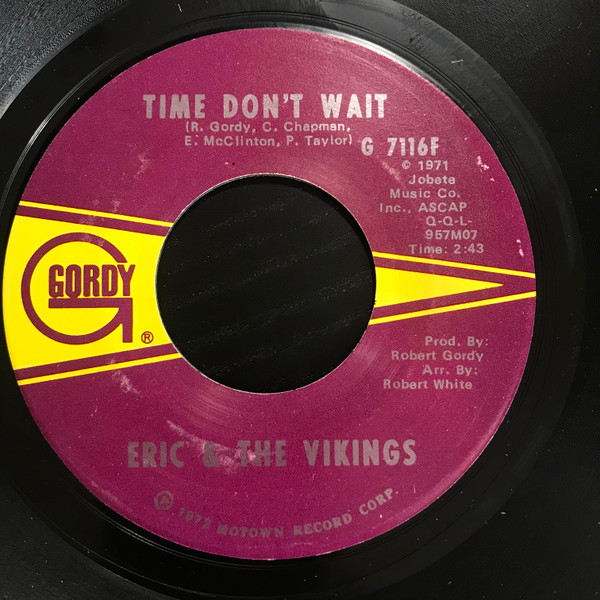 TIME DON'T WAIT
(R. Gordy, C. Chapman,
E. McClinton, P. Taylor)
G 7116F
© 1971
Jobete
Music Co.
Inc., ASCAP
Q-Q-L-
957M07
Time: 2:43
GORDY
®
Prod. By:
Robert Gordy
Arr. By:
Robert White
ERIC & THE VIKINGS
℗ 1972 MOTOWN RECORD CORP.